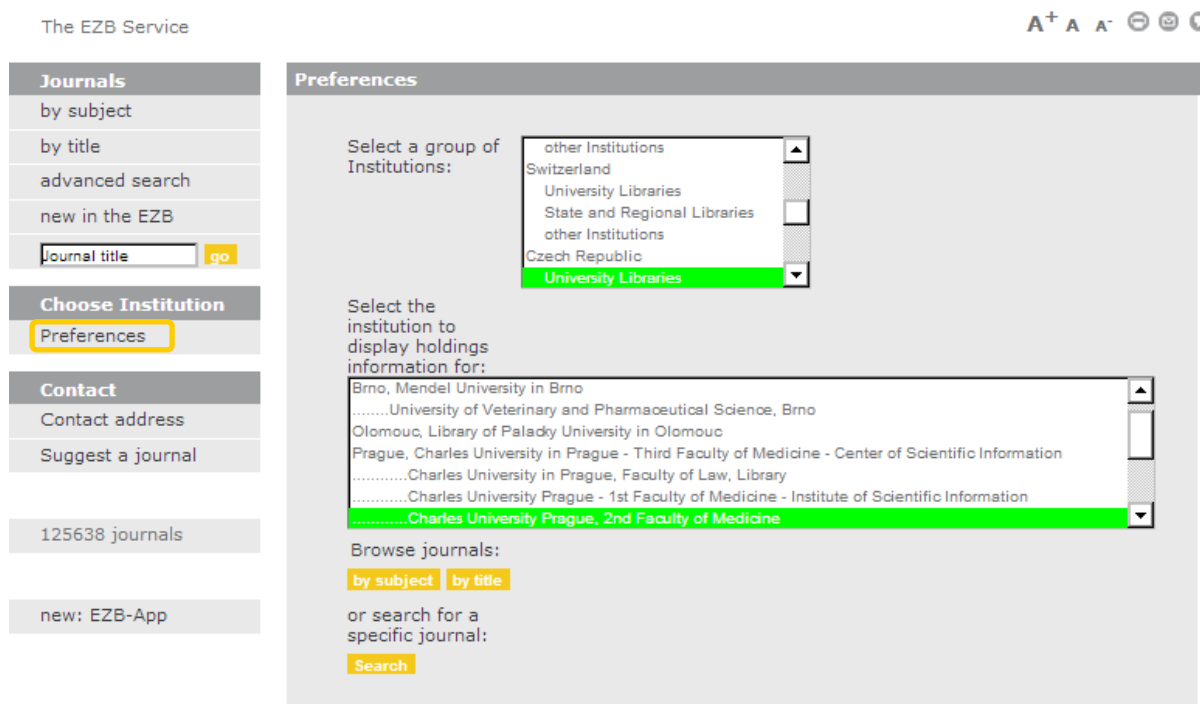 The EZB Service
A+ A A-
Journals
by subject
by title
advanced search
new in the EZB
Journal title go
Choose Institution
Preferences
Contact
Contact address
Suggest a journal
125638 journals
new: EZB-App
Preferences
Select a group of
Institutions:
other Institutions
Switzerland
University Libraries
State and Regional Libraries
other Institutions
Czech Republic
University Libraries
Select the
institution to
display holdings
information for:
Brno, Mendel University in Brno
........University of Veterinary and Pharmaceutical Science, Brno
Olomouc, Library of Palacky University in Olomouc
Prague, Charles University in Prague - Third Faculty of Medicine - Center of Scientific Information
............Charles University in Prague, Faculty of Law, Library
............Charles University Prague - 1st Faculty of Medicine - Institute of Scientific Information
............Charles University Prague, 2nd Faculty of Medicine
Browse journals:
by subject by title
or search for a
specific journal:
Search